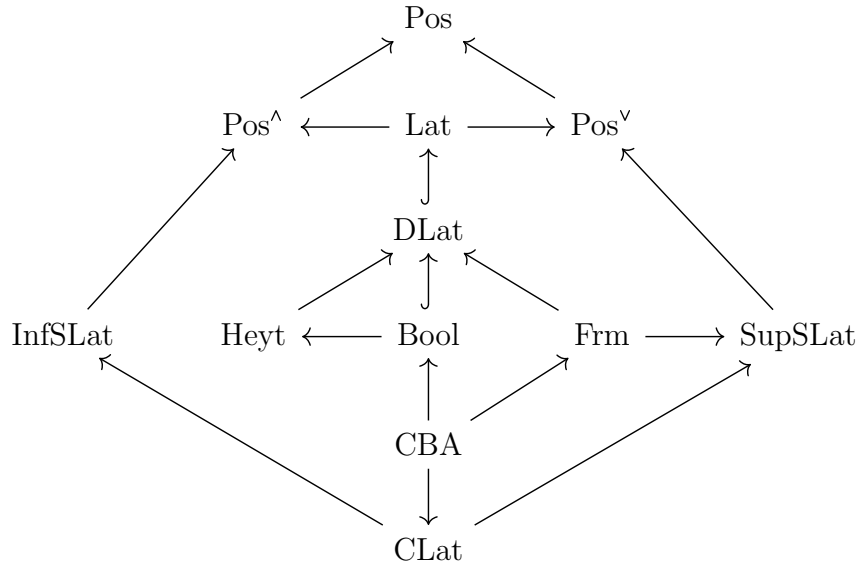 Pos
Pos^∧ Lat Pos^∨
DLat
InfSLat Heyt Bool Frm SupSLat
CBA
CLat